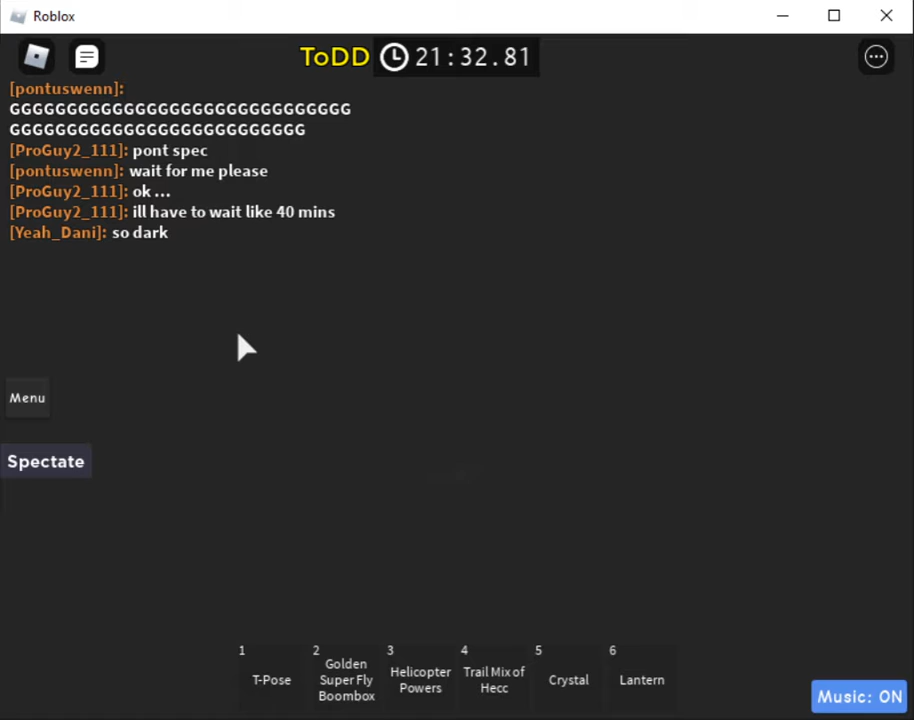 Roblox
ToDD 21:32.81
[pontuswenn]:
GGGGGGGGGGGGGGGGGGGGGGGGGGGGGG
GGGGGGGGGGGGGGGGGGGGGGGGGG
[ProGuy2_111]: pont spec
[pontuswenn]: wait for me please
[ProGuy2_111]: ok ...
[ProGuy2_111]: ill have to wait like 40 mins
[Yeah_Dani]: so dark
Menu
Spectate
1
T-Pose
2
Golden
Super Fly
Boombox
3
Helicopter
Powers
4
Trail Mix of
Hecc
5
Crystal
6
Lantern
Music: ON